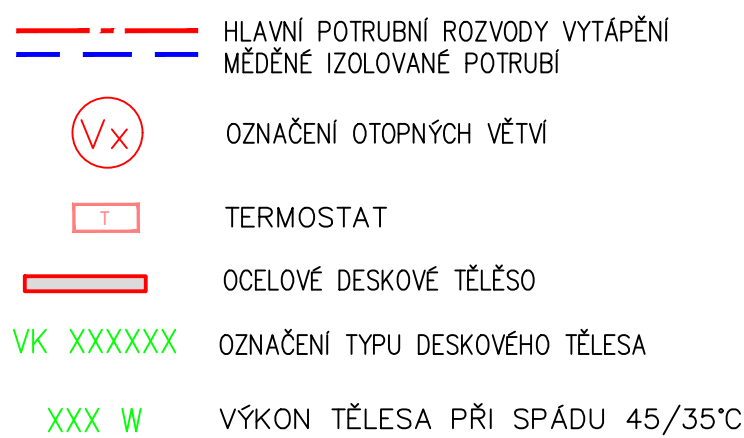 HLAVNÍ POTRUBNÍ ROZVODY VYTÁPĚNÍ
MĚDĚNÉ IZOLOVANÉ POTRUBÍ
Vx OZNAČENÍ OTOPNÝCH VĚTVÍ
T TERMOSTAT
OCELOVÉ DESKOVÉ TĚLĚSO
VK XXXXXX OZNAČENÍ TYPU DESKOVÉHO TĚLESA
XXX W VÝKON TĚLESA PŘI SPÁDU 45/35°C